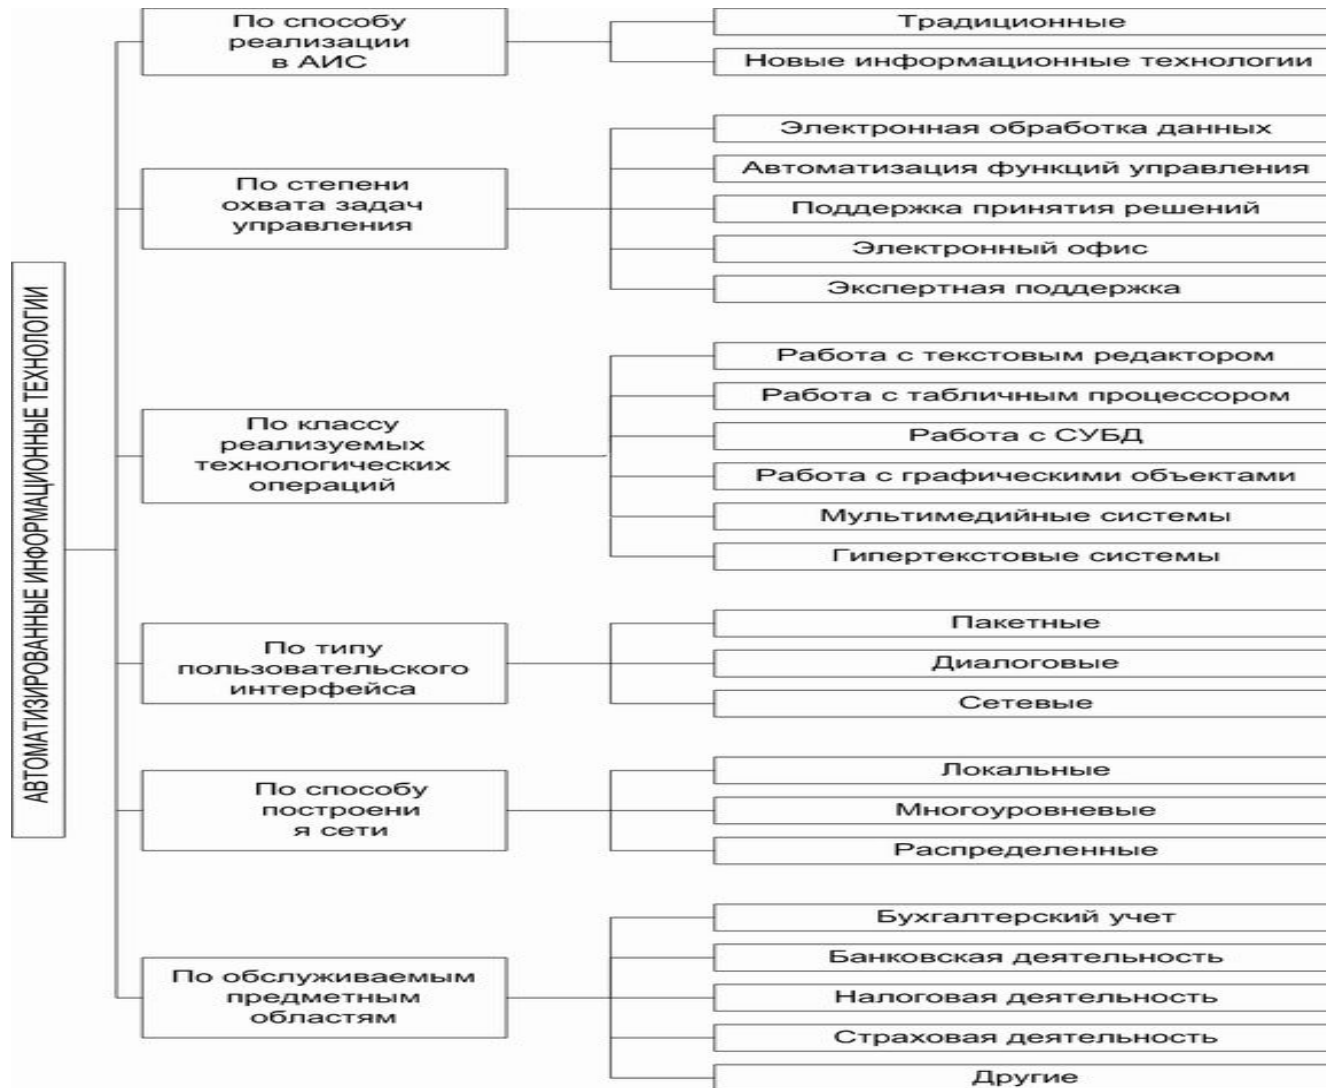 АВТОМАТИЗИРОВАННЫЕ ИНФОРМАЦИОННЫЕ ТЕХНОЛОГИИ
По способу
реализации
в АИС
Традиционные
Новые информационные технологии
По степени
охвата задач
управления
Электронная обработка данных
Автоматизация функций управления
Поддержка принятия решений
Электронный офис
Экспертная поддержка
По классу
реализуемых
технологических
операций
Работа с текстовым редактором
Работа с табличным процессором
Работа с СУБД
Работа с графическими объектами
Мультимедийные системы
Гипертекстовые системы
По типу
пользовательского
интерфейса
Пакетные
Диалоговые
Сетевые
По способу
построени
я сети
Локальные
Многоуровневые
Распределенные
По обслуживаемым
предметным
областям
Бухгалтерский учет
Банковская деятельность
Налоговая деятельность
Страховая деятельность
Другие